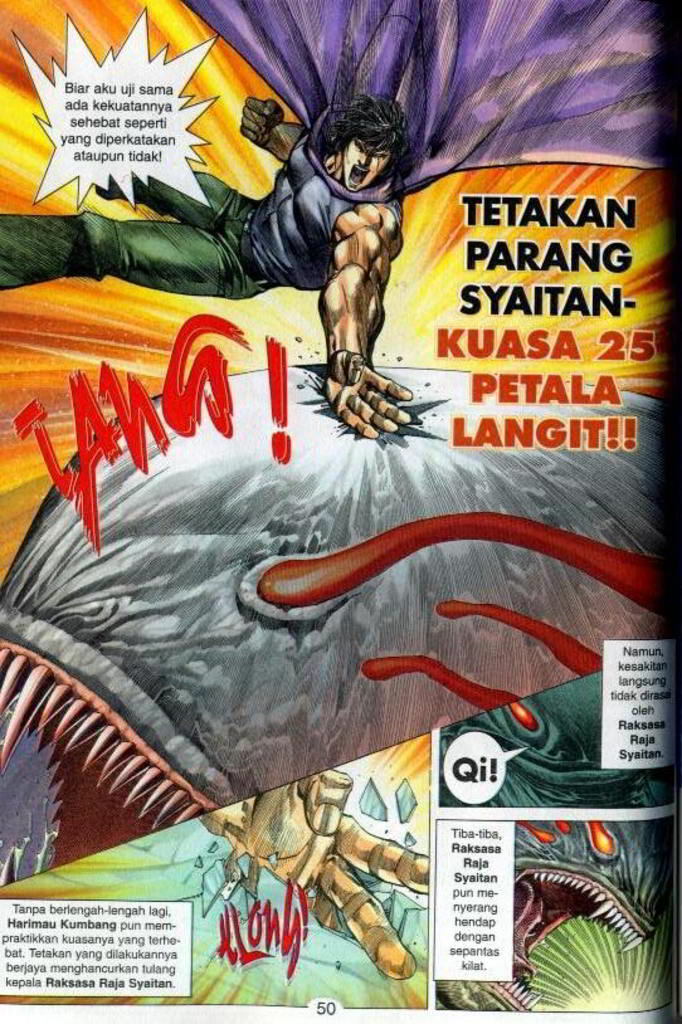 Biar aku uji sama
ada kekuatannya
sehebat seperti
yang diperkatakan
ataupun tidak!
TETAKAN
PARANG
SYAITAN-
KUASA 25
PETALA
LANGIT!!
TANG!
Namun,
kesakitan
langsung
tidak dirasai
oleh
Raksasa
Raja
Syaitan.
Qi!
Tanpa berlengah-lengah lagi,
Harimau Kumbang pun mem-
praktikkan kuasanya yang terhe-
bat. Tetakan yang dilakukannya
berjaya menghancurkan tulang
kepala Raksasa Raja Syaitan.
Tiba-tiba,
Raksasa
Raja
Syaitan
pun me-
nyerang
hendap
dengan
sepantas
kilat.
50